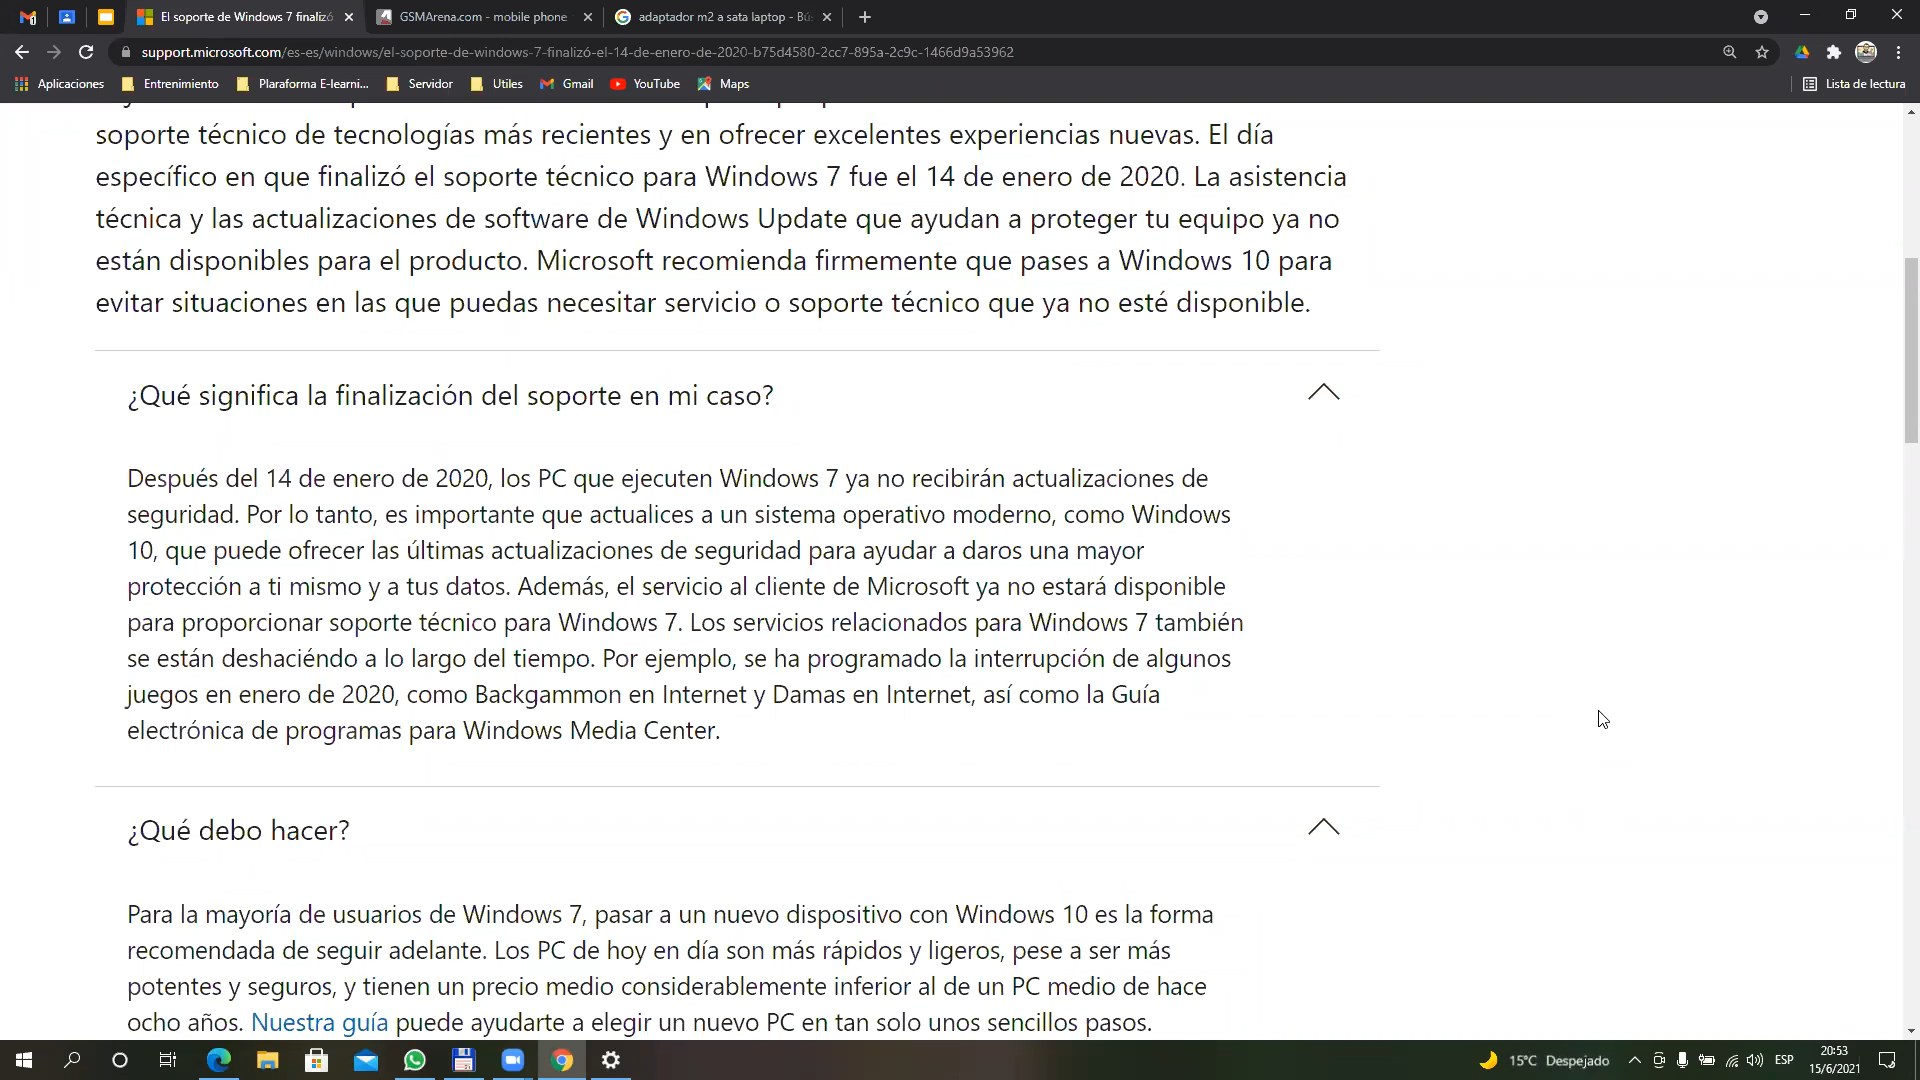 El soporte de Windows 7 finalizó
GSMArena.com - mobile phone
adaptador m2 a sata laptop - Bú
support.microsoft.com/es-es/windows/el-soporte-de-windows-7-finalizó-el-14-de-enero-de-2020-b75d4580-2cc7-895a-2c9c-1466d9a53962
Aplicaciones
Entrenimiento
Plaraforma E-learni...
Servidor
Utiles
Gmail
YouTube
Maps
Lista de lectura
soporte técnico de tecnologías más recientes y en ofrecer excelentes experiencias nuevas. El día
específico en que finalizó el soporte técnico para Windows 7 fue el 14 de enero de 2020. La asistencia
técnica y las actualizaciones de software de Windows Update que ayudan a proteger tu equipo ya no
están disponibles para el producto. Microsoft recomienda firmemente que pases a Windows 10 para
evitar situaciones en las que puedas necesitar servicio o soporte técnico que ya no esté disponible.
¿Qué significa la finalización del soporte en mi caso?
Después del 14 de enero de 2020, los PC que ejecuten Windows 7 ya no recibirán actualizaciones de
seguridad. Por lo tanto, es importante que actualices a un sistema operativo moderno, como Windows
10, que puede ofrecer las últimas actualizaciones de seguridad para ayudar a daros una mayor
protección a ti mismo y a tus datos. Además, el servicio al cliente de Microsoft ya no estará disponible
para proporcionar soporte técnico para Windows 7. Los servicios relacionados para Windows 7 también
se están deshaciéndo a lo largo del tiempo. Por ejemplo, se ha programado la interrupción de algunos
juegos en enero de 2020, como Backgammon en Internet y Damas en Internet, así como la Guía
electrónica de programas para Windows Media Center.
¿Qué debo hacer?
Para la mayoría de usuarios de Windows 7, pasar a un nuevo dispositivo con Windows 10 es la forma
recomendada de seguir adelante. Los PC de hoy en día son más rápidos y ligeros, pese a ser más
potentes y seguros, y tienen un precio medio considerablemente inferior al de un PC medio de hace
ocho años. Nuestra guía puede ayudarte a elegir un nuevo PC en tan solo unos sencillos pasos.
15°C Despejado
ESP
20:53
15/6/2021